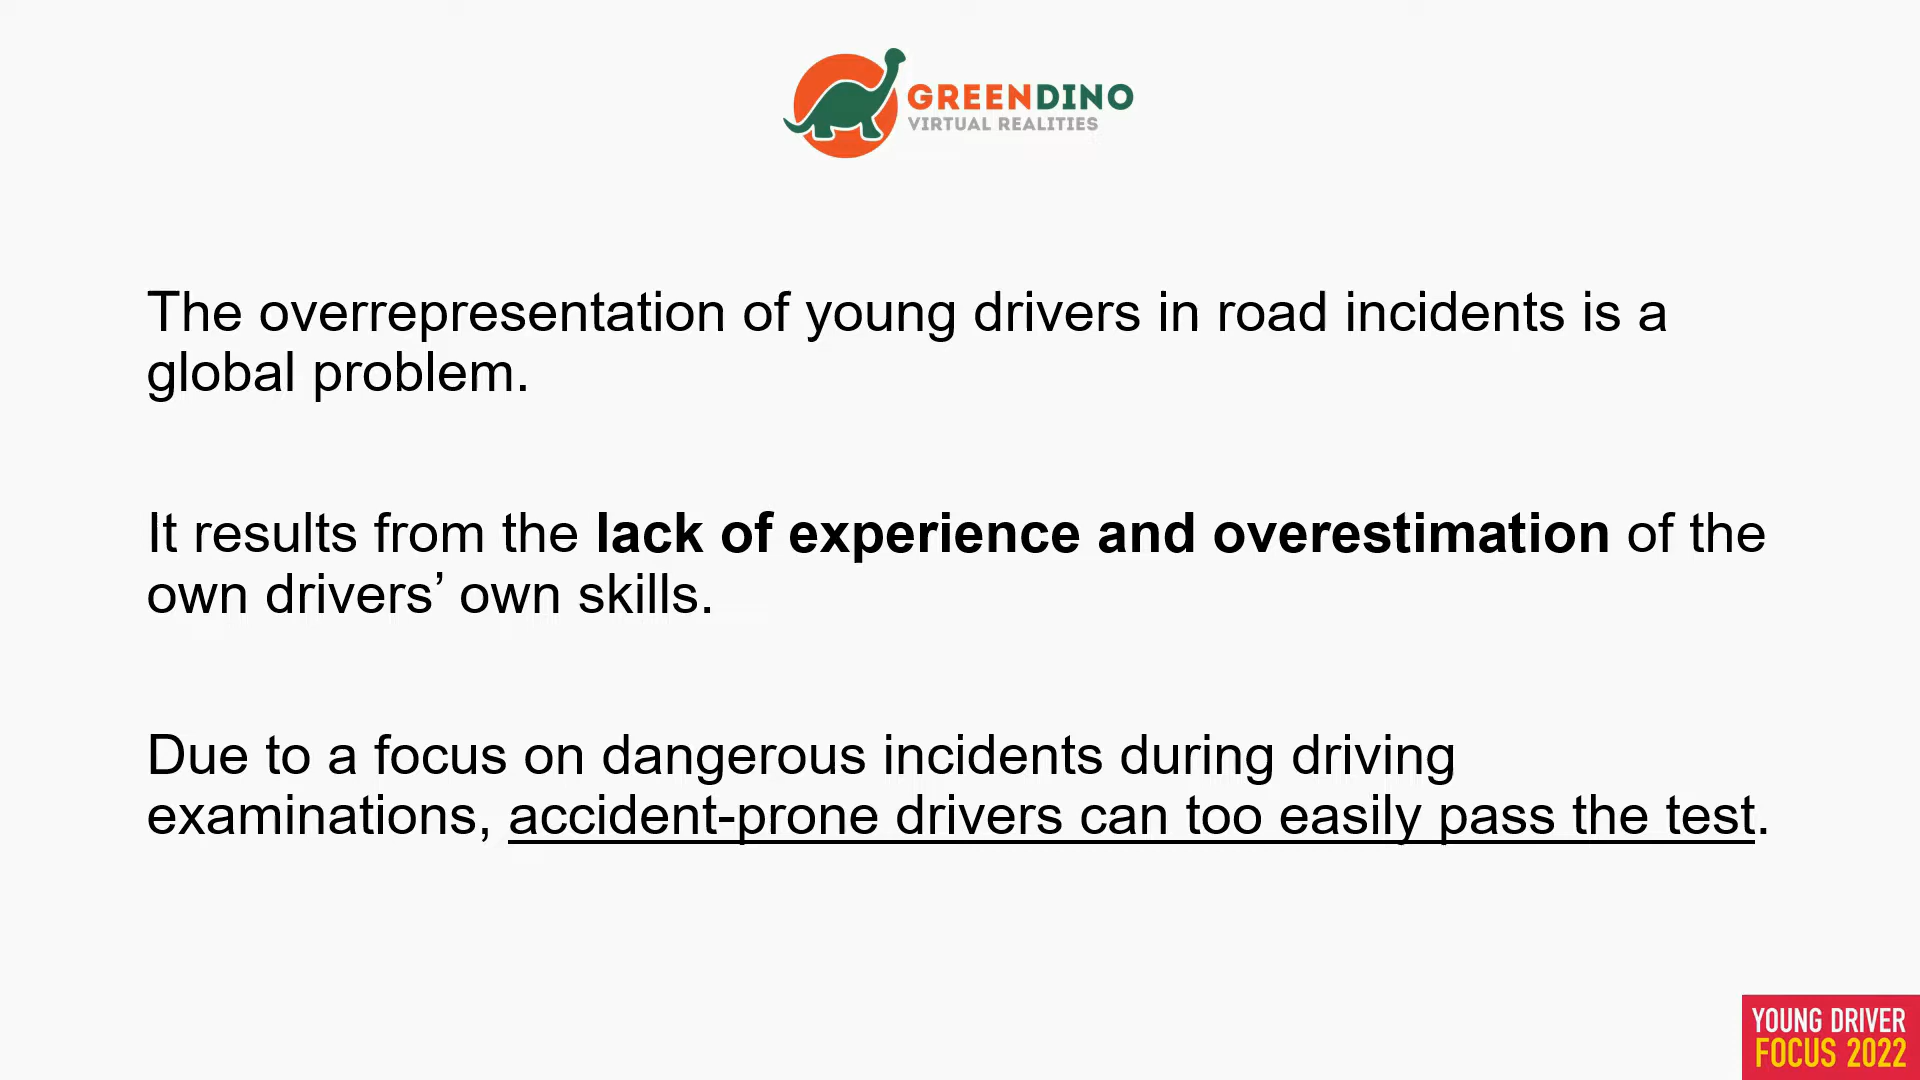 GREENDINO
VIRTUAL REALITIES
The overrepresentation of young drivers in road incidents is a
global problem.
It results from the lack of experience and overestimation of the
own drivers’ own skills.
Due to a focus on dangerous incidents during driving
examinations, accident-prone drivers can too easily pass the test.
YOUNG DRIVER
FOCUS 2022